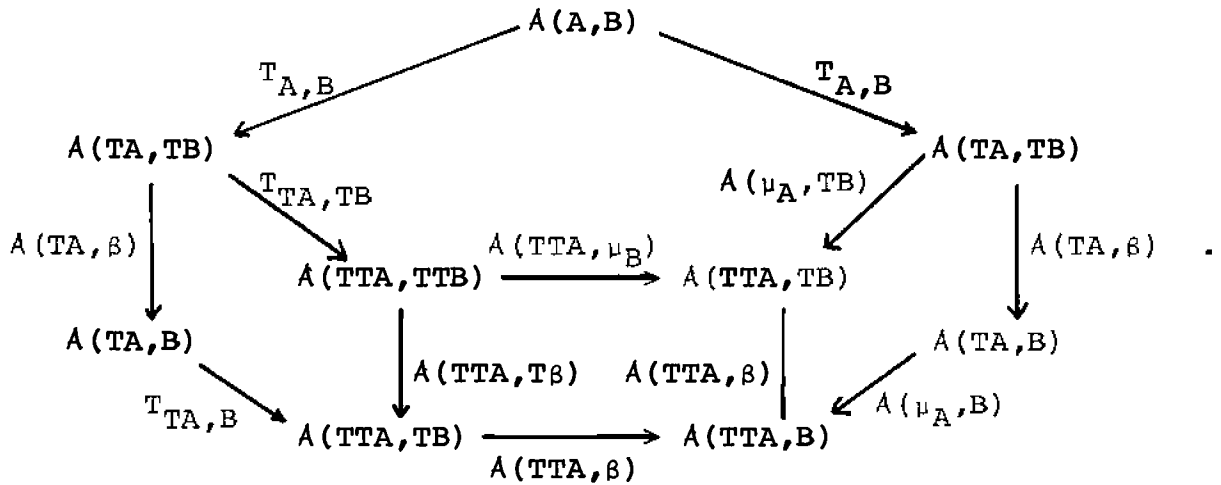 A(A,B)
T_{A,B} T_{A,B}
A(TA,TB) A(TA,TB)
T_{TA,TB} A(μ_A,TB)
A(TA,β) A(TTA,μ_B) A(TA,β) .
A(TTA,TTB) A(TTA,TB)
A(TA,B) A(TA,B)
A(TTA,Tβ) A(TTA,β)
T_{TA,B} A(μ_A,B)
A(TTA,TB) A(TTA,B)
A(TTA,β)